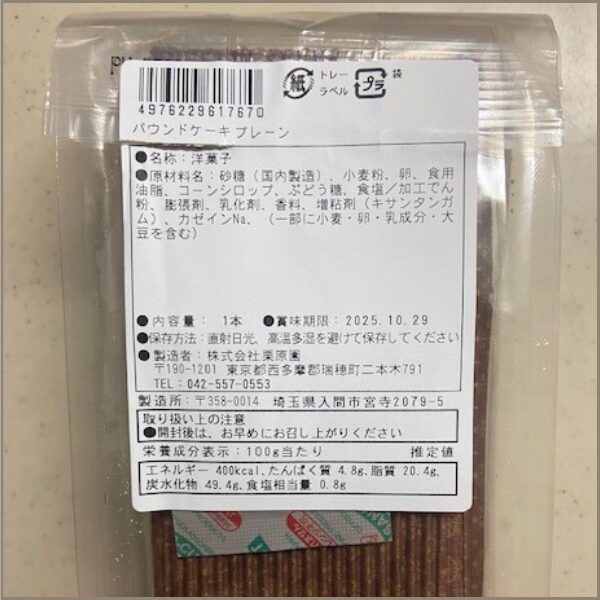 4976229617670
紙 トレー ラベル プラ 袋
パウンドケーキプレーン
●名称：洋菓子
●原材料名：砂糖（国内製造）、小麦粉、卵、食用
油脂、コーンシロップ、ぶどう糖、食塩／加工でん
粉、膨張剤、乳化剤、香料、増粘剤（キサンタンガ
ム）、カゼインNa、（一部に小麦・卵・乳成分・大
豆を含む）
●内容量： 1本 ●賞味期限：2025.10.29
●保存方法：直射日光、高温多湿を避けて保存してください
●製造者：株式会社栗原園
〒190-1201 東京都西多摩郡瑞穂町二本木791
TEL：042-557-0553
製造所：〒358-0014 埼玉県入間市宮寺2079-5
取り扱い上の注意
●開封後は、お早めにお召し上がりください
栄養成分表示：100g当たり 推定値
エネルギー 400kcal、たんぱく質 4.8g、脂質 20.4g、
炭水化物 49.4g、食塩相当量 0.8g